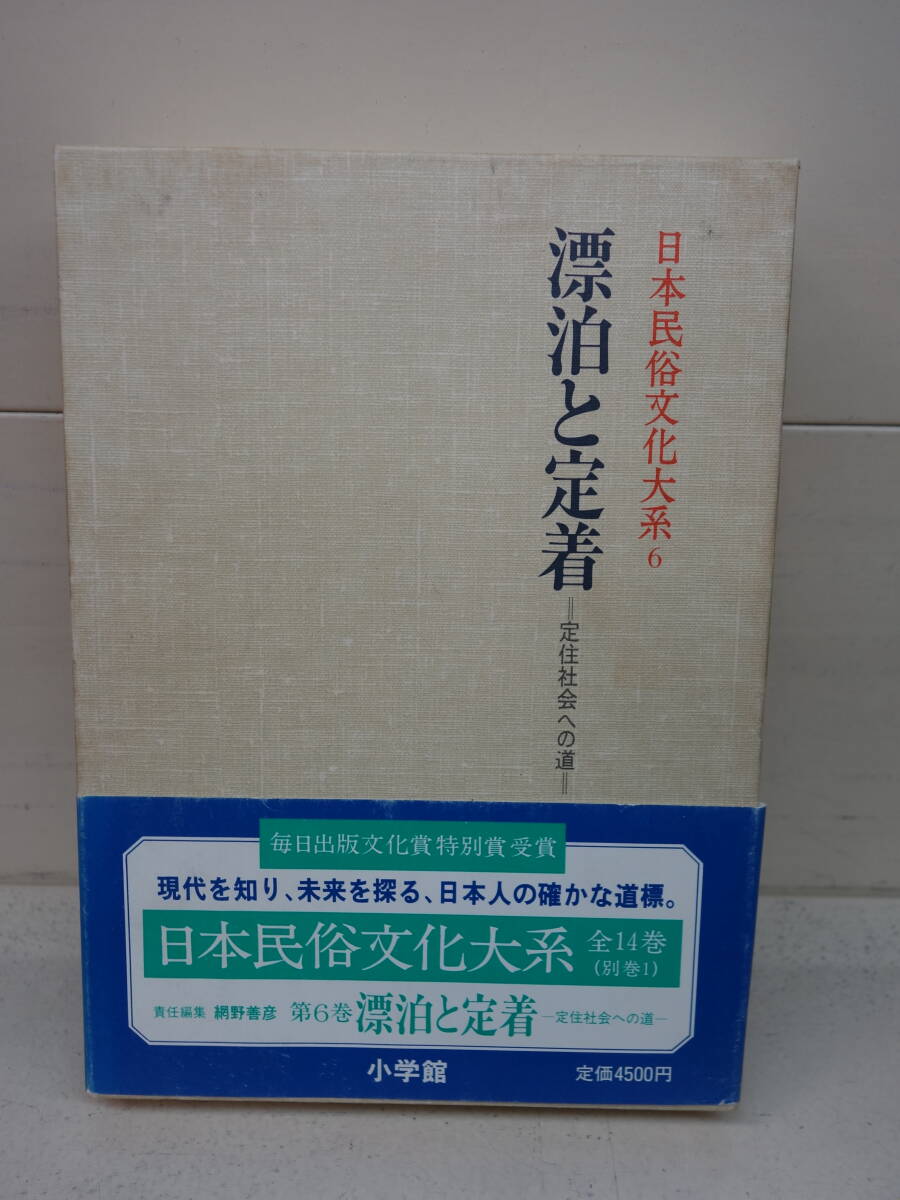 日本民俗文化大系6
漂泊と定着
=定住社会への道=
毎日出版文化賞特別賞受賞
現代を知り、未来を探る、日本人の確かな道標。
日本民俗文化大系 全14巻
(別巻1)
責任編集 網野善彦 第6巻 漂泊と定着 —定住社会への道—
小学館 定価4500円